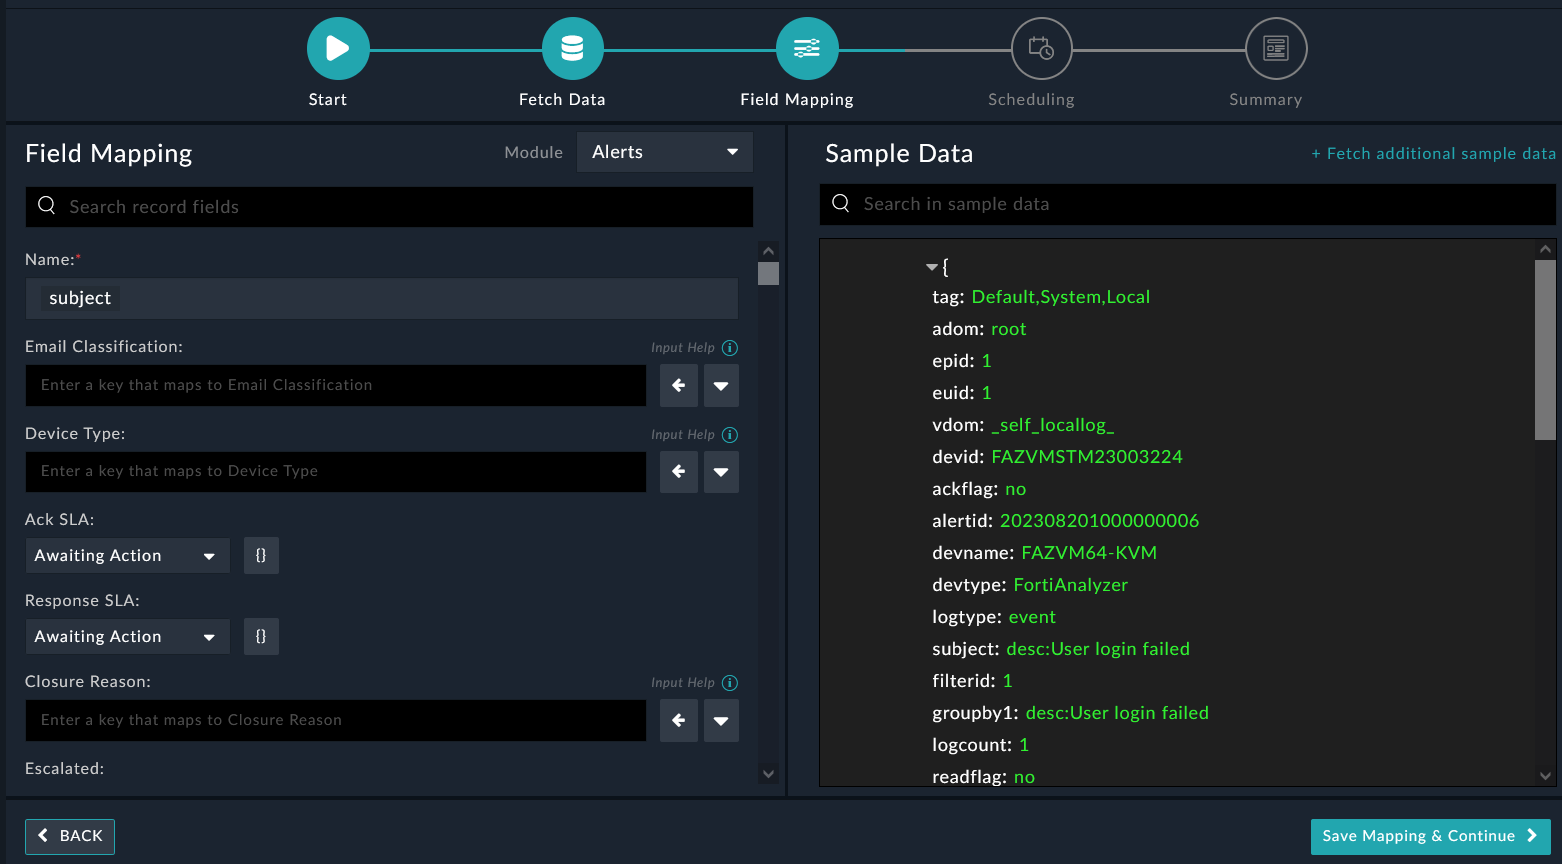 Start
Fetch Data
Field Mapping
Scheduling
Summary
Field Mapping
Module
Alerts
Search record fields
Name:*
subject
Email Classification:
Input Help
Enter a key that maps to Email Classification
Device Type:
Input Help
Enter a key that maps to Device Type
Ack SLA:
Awaiting Action
{}
Response SLA:
Awaiting Action
{}
Closure Reason:
Input Help
Enter a key that maps to Closure Reason
Escalated:
Sample Data
+ Fetch additional sample data
Search in sample data
{
tag: Default,System,Local
adom: root
epid: 1
euid: 1
vdom: _self_locallog_
devid: FAZVMSTM23003224
ackflag: no
alertid: 202308201000000006
devname: FAZVM64-KVM
devtype: FortiAnalyzer
logtype: event
subject: desc:User login failed
filterid: 1
groupby1: desc:User login failed
logcount: 1
readflag: no
BACK
Save Mapping & Continue